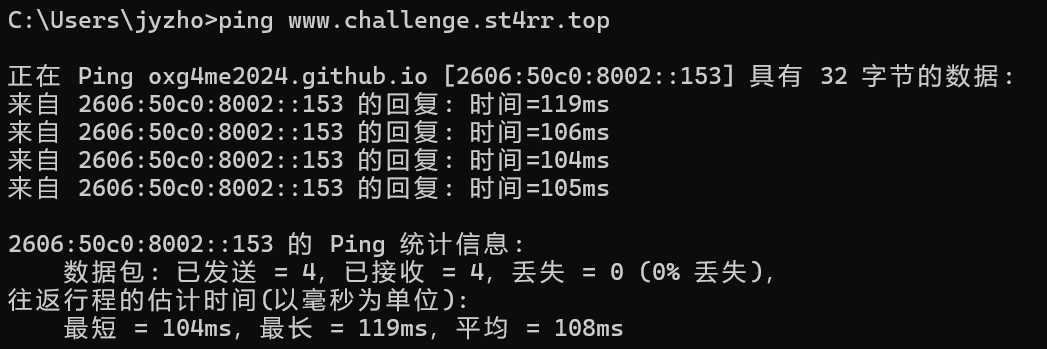 C:\Users\jyzho>ping www.challenge.st4rr.top
正在 Ping oxg4me2024.github.io [2606:50c0:8002::153] 具有 32 字节的数据:
来自 2606:50c0:8002::153 的回复: 时间=119ms
来自 2606:50c0:8002::153 的回复: 时间=106ms
来自 2606:50c0:8002::153 的回复: 时间=104ms
来自 2606:50c0:8002::153 的回复: 时间=105ms
2606:50c0:8002::153 的 Ping 统计信息:
    数据包: 已发送 = 4, 已接收 = 4, 丢失 = 0 (0% 丢失),
往返行程的估计时间(以毫秒为单位):
    最短 = 104ms, 最长 = 119ms, 平均 = 108ms